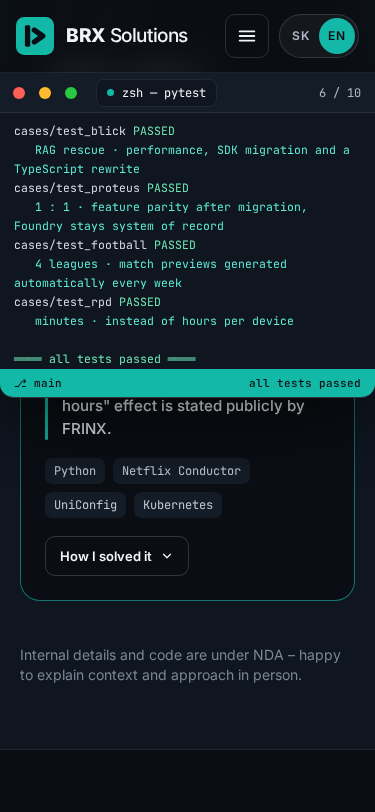 BRX Solutions
SK
EN
zsh — pytest
6 / 10
cases/test_blick PASSED
RAG rescue · performance, SDK migration and a
TypeScript rewrite
cases/test_proteus PASSED
1 : 1 · feature parity after migration,
Foundry stays system of record
cases/test_football PASSED
4 leagues · match previews generated
automatically every week
cases/test_rpd PASSED
minutes · instead of hours per device
════ all tests passed ════
⎇ main
all tests passed
hours" effect is stated publicly by
FRINX.
Python
Netflix Conductor
UniConfig
Kubernetes
How I solved it
Internal details and code are under NDA – happy
to explain context and approach in person.